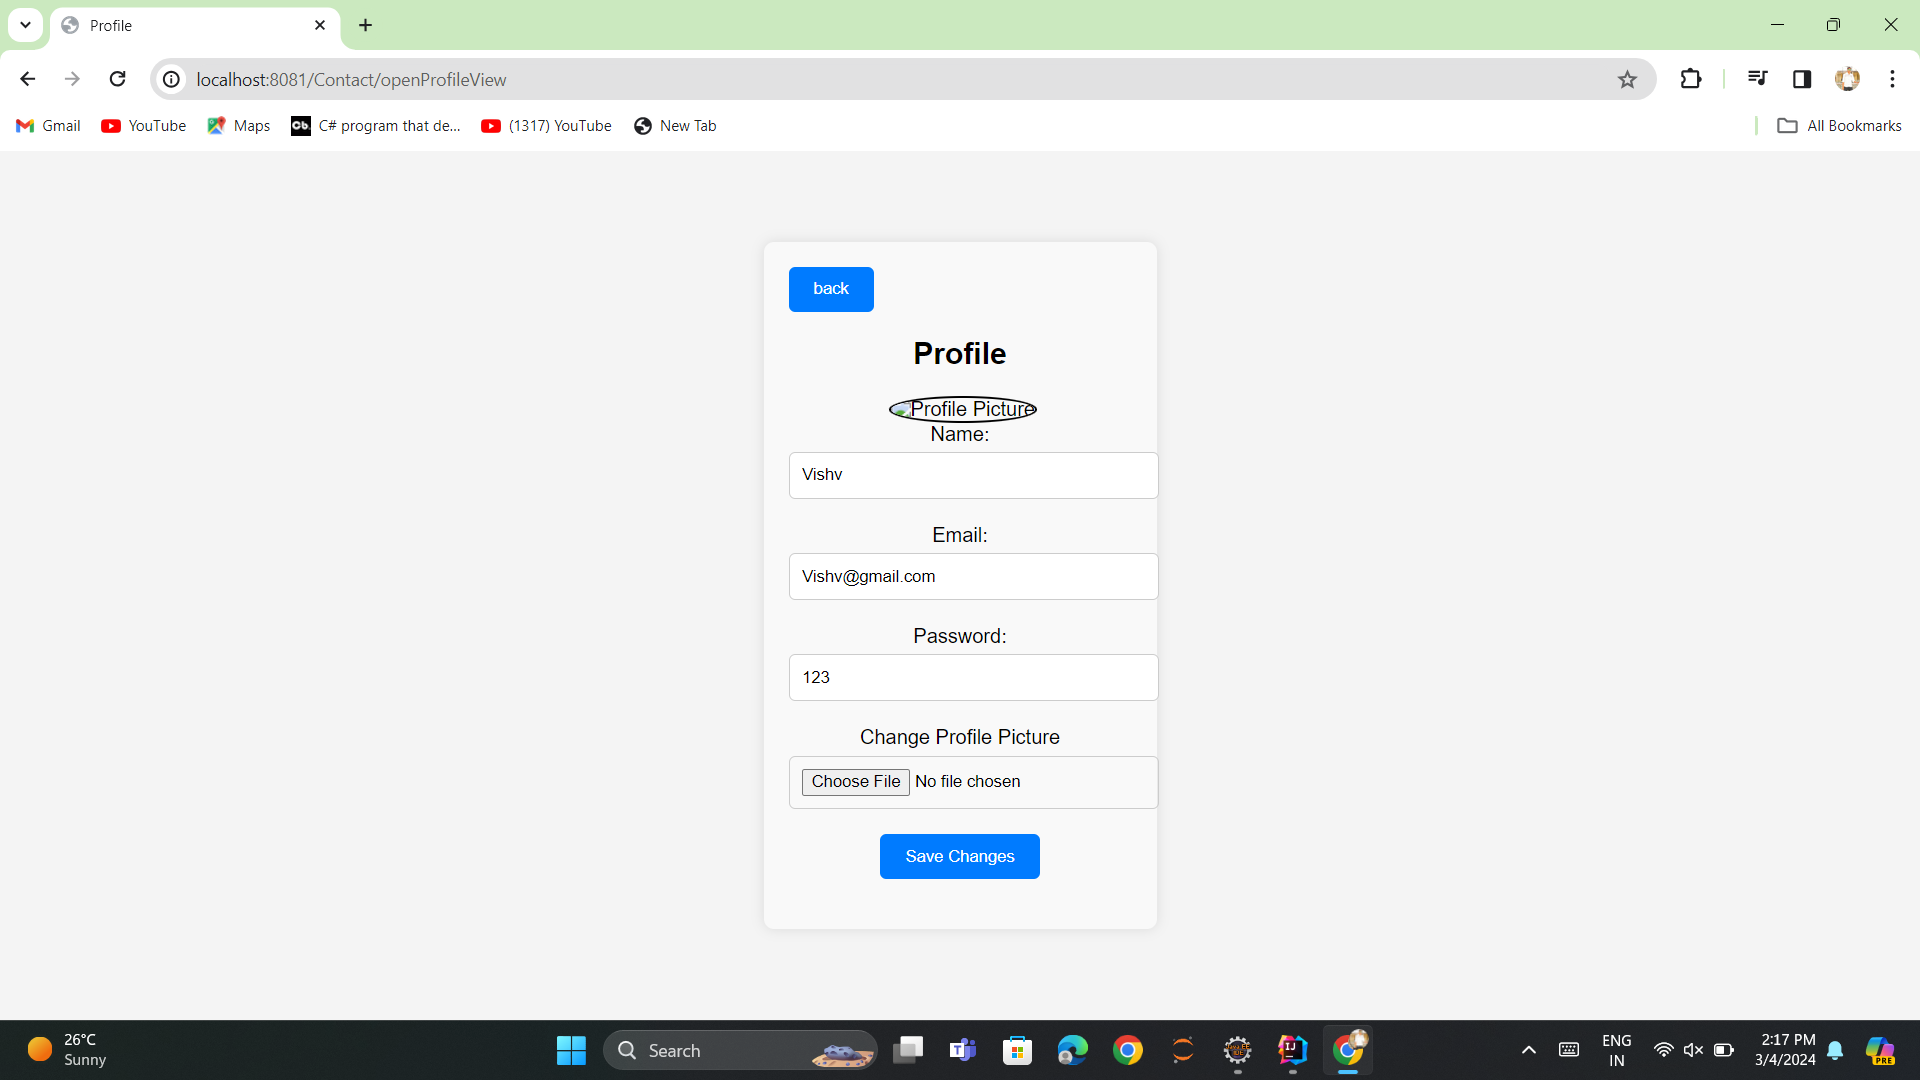 Profile
localhost:8081/Contact/openProfileView
Gmail YouTube Maps Cb. C# program that de... (1317) YouTube New Tab All Bookmarks
back
Profile
Profile Picture
Name:
Vishv
Email:
Vishv@gmail.com
Password:
123
Change Profile Picture
Choose File No file chosen
Save Changes
26°C
Sunny
Search
ENG
IN
2:17 PM
3/4/2024
PRE